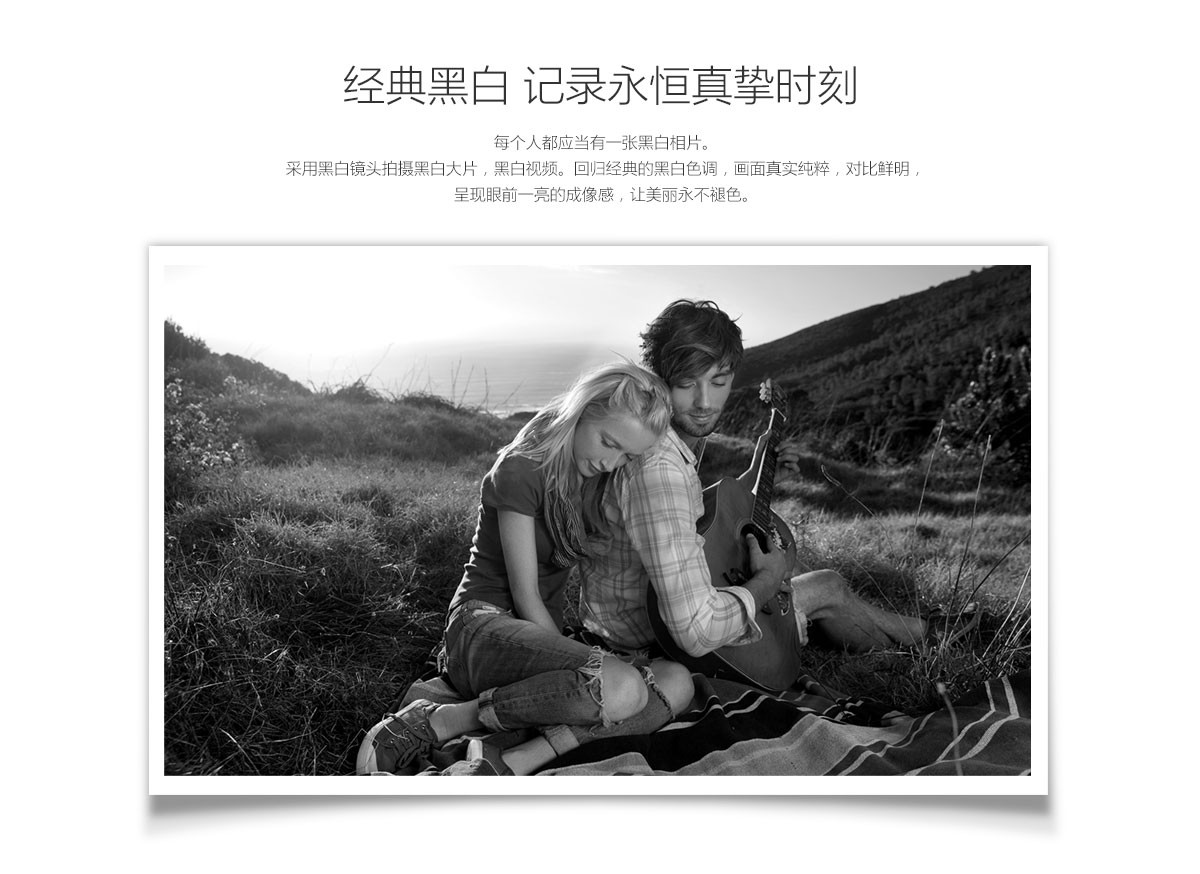 经典黑白 记录永恒真挚时刻
每个人都应当有一张黑白相片。
采用黑白镜头拍摄黑白大片，黑白视频。回归经典的黑白色调，画面真实纯粹，对比鲜明，
呈现眼前一亮的成像感，让美丽永不褪色。